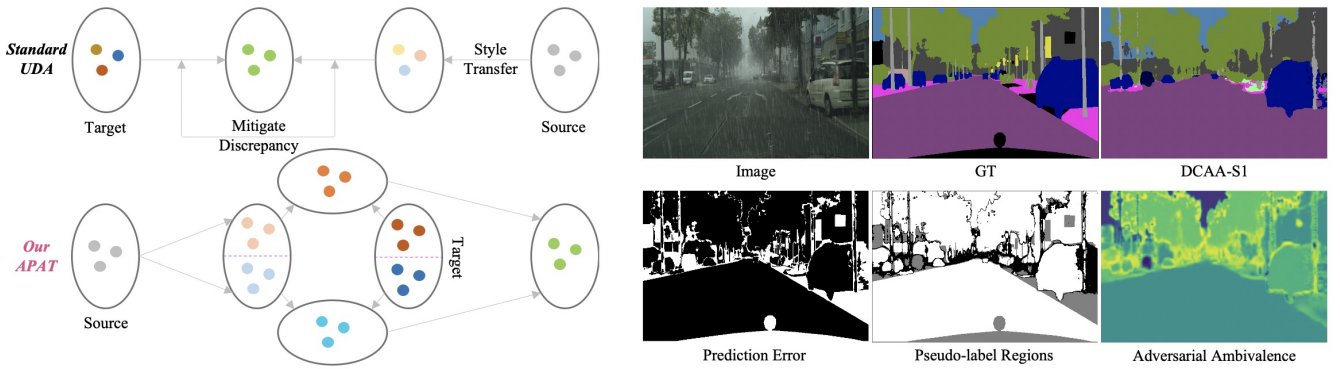 Standard
UDA
Target
Mitigate
Discrepancy
Style
Transfer
Source
Our
APAT
Source
Target
Image
GT
DCAA-S1
Prediction Error
Pseudo-label Regions
Adversarial Ambivalence